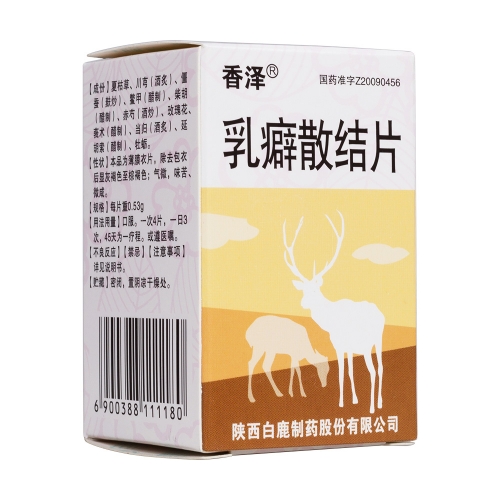 【成份】夏枯草、川芎（酒炙）、僵
蚕（麸炒）、鳖甲（醋制）、柴胡
（醋制）、赤芍（酒炒）、玫瑰花、
莪术（醋制）、当归（酒炙）、延
胡索（醋制）、牡蛎。
【性状】本品为薄膜衣片，除去包衣
后显灰褐色至棕褐色；气微，味苦、
微咸。
【规格】每片重0.53g
【用法用量】口服。一次4片，一日3
次，45天为一疗程，或遵医嘱。
【不良反应】【禁忌】【注意事项】
详见说明书。
【贮藏】密闭，置阴凉干燥处。
6 900388 111180
香泽®
国药准字Z20090456
乳癖散结片
陕西白鹿制药股份有限公司